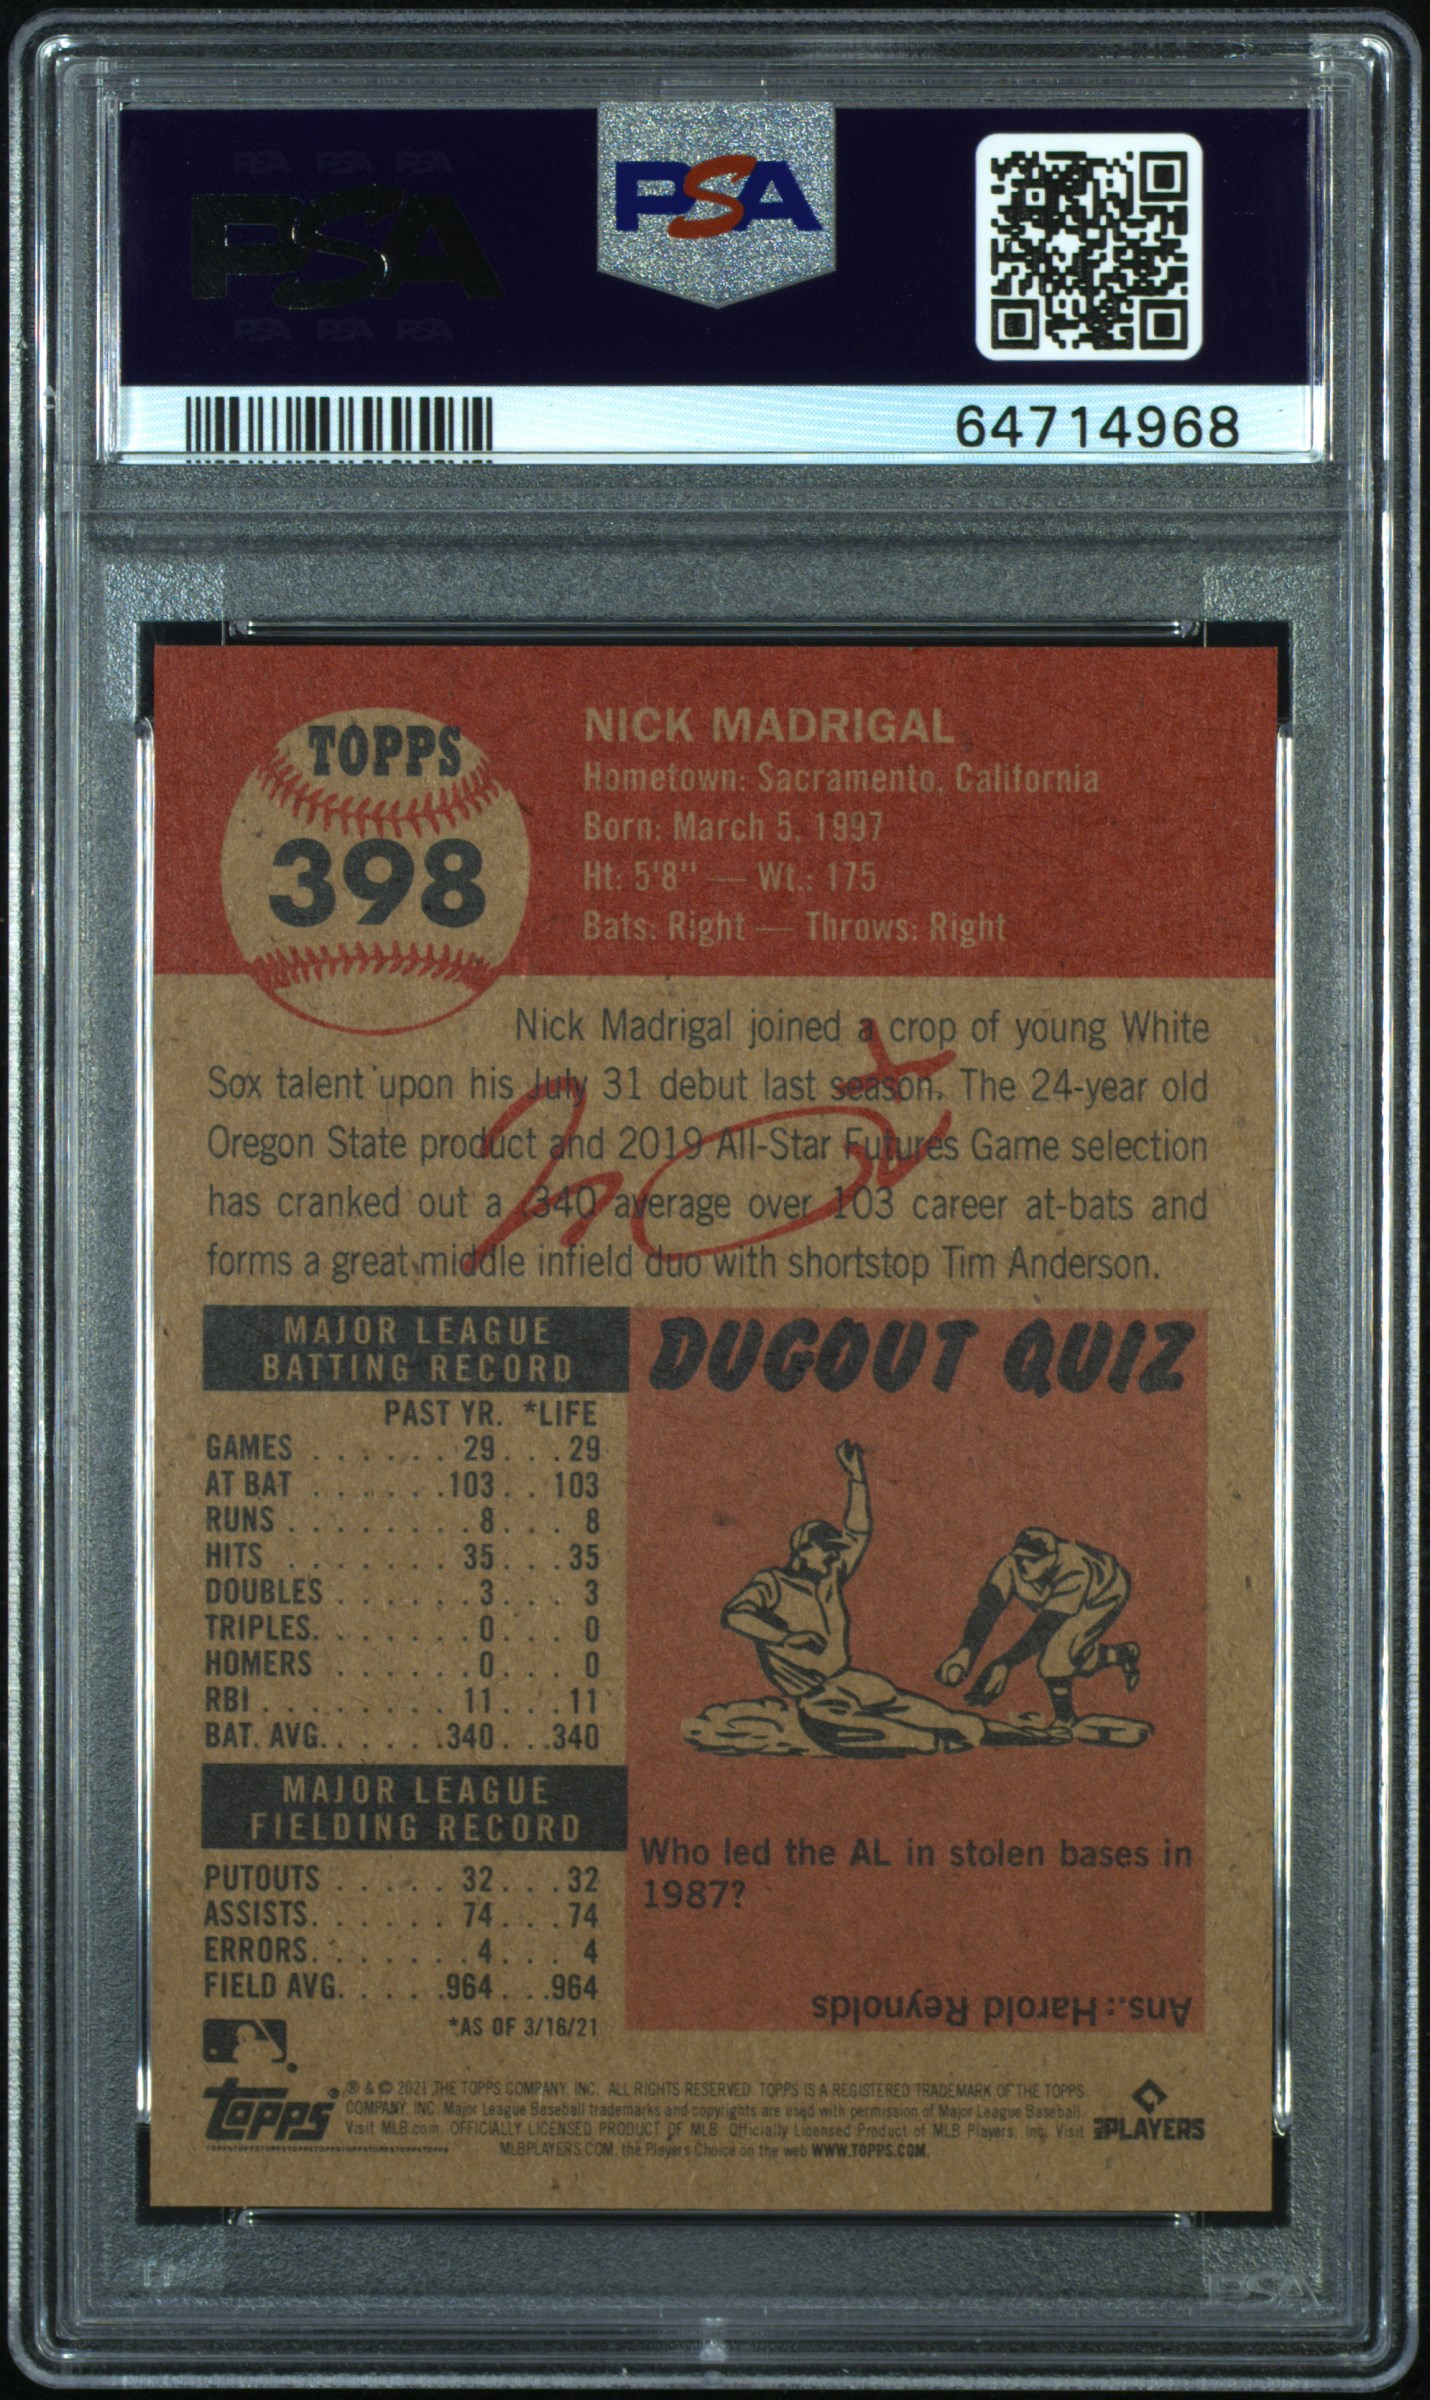 PSA PSA PSA
PSA
PSA PSA PSA
PSA
64714968
TOPPS
398
NICK MADRIGAL
Hometown: Sacramento, California
Born: March 5, 1997
Ht: 5'8" — Wt.: 175
Bats: Right — Throws: Right
Nick Madrigal joined a crop of young White
Sox talent upon his July 31 debut last season. The 24-year old
Oregon State product and 2019 All-Star Futures Game selection
has cranked out a .340 average over 103 career at-bats and
forms a great middle infield duo with shortstop Tim Anderson.
MAJOR LEAGUE
BATTING RECORD
PAST YR. *LIFE
GAMES . . . . . . 29. . .29
AT BAT . . . . . .103. . 103
RUNS . . . . . . . . 8. . . 8
HITS . . . . . . . 35. . .35
DOUBLES . . . . . . 3. . . 3
TRIPLES. . . . . . . 0. . . 0
HOMERS . . . . . . 0. . . 0
RBI . . . . . . . . 11. . .11
BAT. AVG. . . . . .340. . .340
MAJOR LEAGUE
FIELDING RECORD
PUTOUTS . . . . . 32. . .32
ASSISTS. . . . . . 74. . .74
ERRORS. . . . . . . 4. . . 4
FIELD AVG. . . . .964. . .964
*AS OF 3/16/21
DUGOUT QUIZ
Who led the AL in stolen bases in
1987?
Ans.: Harold Reynolds
topps
® & © 2021 THE TOPPS COMPANY, INC. ALL RIGHTS RESERVED. TOPPS IS A REGISTERED TRADEMARK OF THE TOPPS
COMPANY, INC. Major League Baseball trademarks and copyrights are used with permission of Major League Baseball.
Visit MLB.com. OFFICIALLY LICENSED PRODUCT OF MLB Officially Licensed Product of MLB Players, Inc. Visit
MLBPLAYERS.COM, the Players Choice on the web WWW.TOPPS.COM.
PLAYERS
PSA